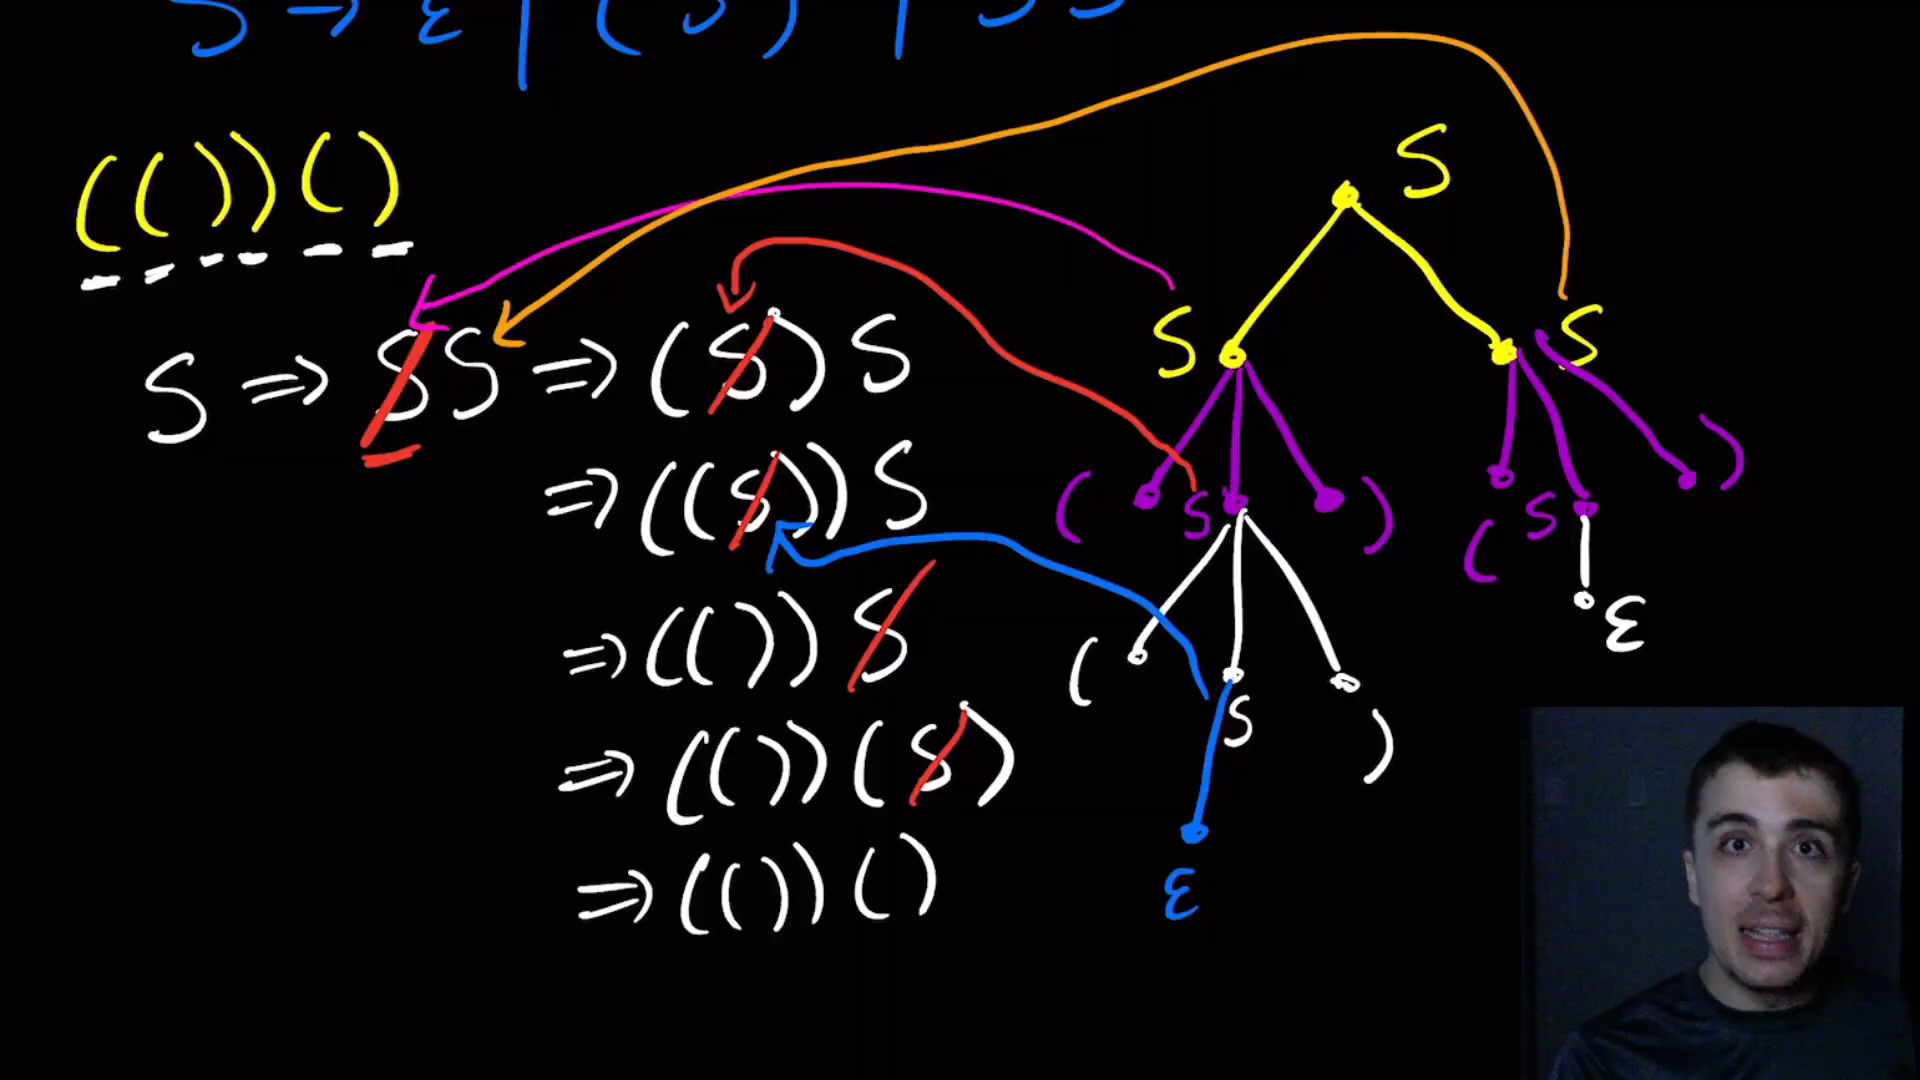 S → ε | (S) | SS
(())()
S ⇒ SS ⇒ (S)S
⇒ ((S))S
⇒ (())S
⇒ (())(S)
⇒ (())()
S
S S
( S ) ( S )
ε
( S )
ε